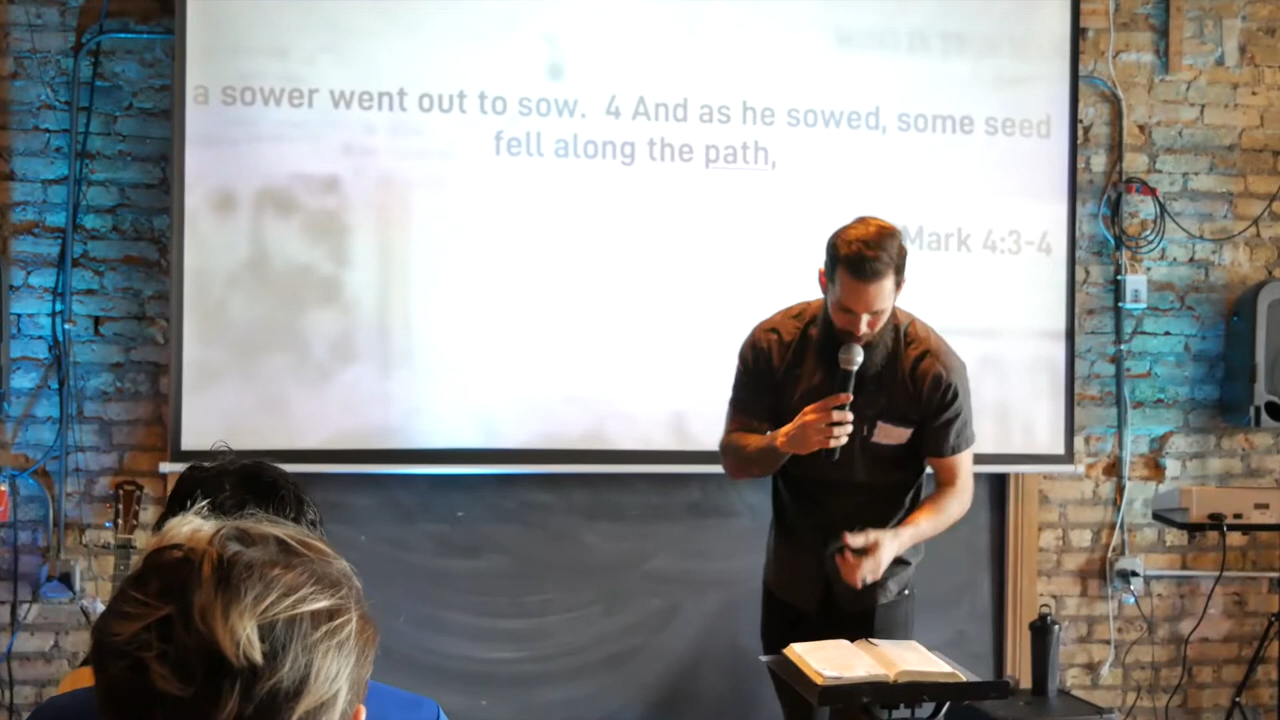 a sower went out to sow. 4 And as he sowed, some seed
fell along the path,
Mark 4:3-4